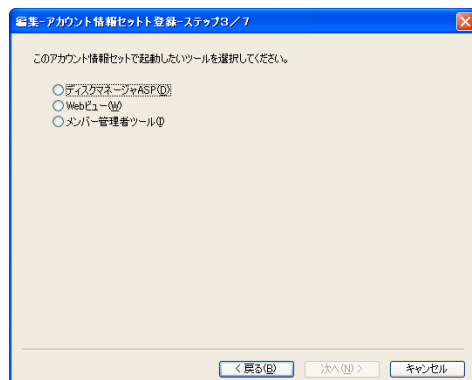 編集-アカウント情報セットト登録-ステップ3／7
このアカウント情報セットで起動したいツールを選択してください。
ディスクマネージャASP(D)
Webビュー(W)
メンバー管理者ツール(I)
< 戻る(B)
次へ(N) >
キャンセル